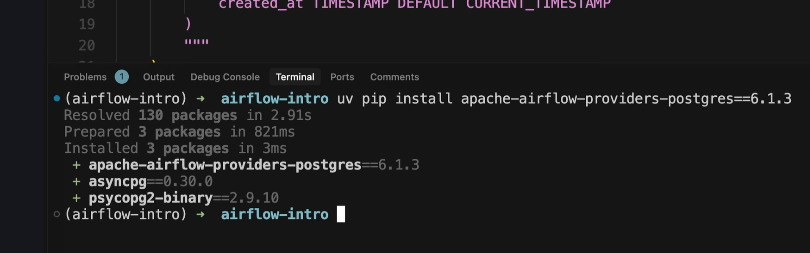 18 created_at TIMESTAMP DEFAULT CURRENT_TIMESTAMP
19 )
20 """
Problems 1 Output Debug Console Terminal Ports Comments
(airflow-intro) ➜ airflow-intro uv pip install apache-airflow-providers-postgres==6.1.3
Resolved 130 packages in 2.91s
Prepared 3 packages in 821ms
Installed 3 packages in 3ms
+ apache-airflow-providers-postgres==6.1.3
+ asyncpg==0.30.0
+ psycopg2-binary==2.9.10
(airflow-intro) ➜ airflow-intro